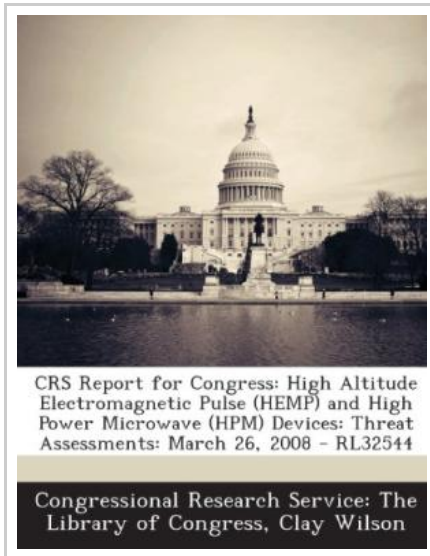 CRS Report for Congress: High Altitude
Electromagnetic Pulse (HEMP) and High
Power Microwave (HPM) Devices: Threat
Assessments: March 26, 2008 - RL32544
Congressional Research Service: The
Library of Congress, Clay Wilson